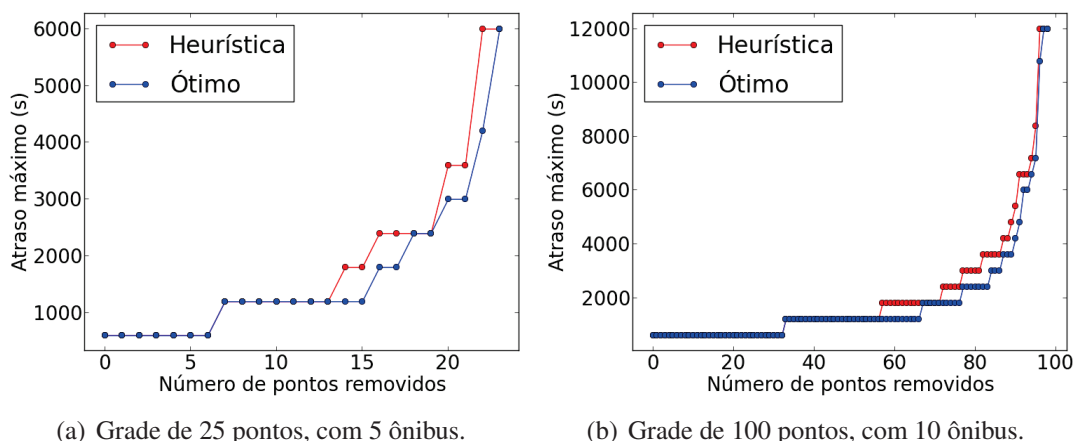 6000
5000
4000
3000
2000
1000
Atraso máximo (s)
Heurística
Ótimo
0
5
10
15
20
Número de pontos removidos
(a) Grade de 25 pontos, com 5 ônibus.
12000
10000
8000
6000
4000
2000
Atraso máximo (s)
Heurística
Ótimo
0
20
40
60
80
100
Número de pontos removidos
(b) Grade de 100 pontos, com 10 ônibus.